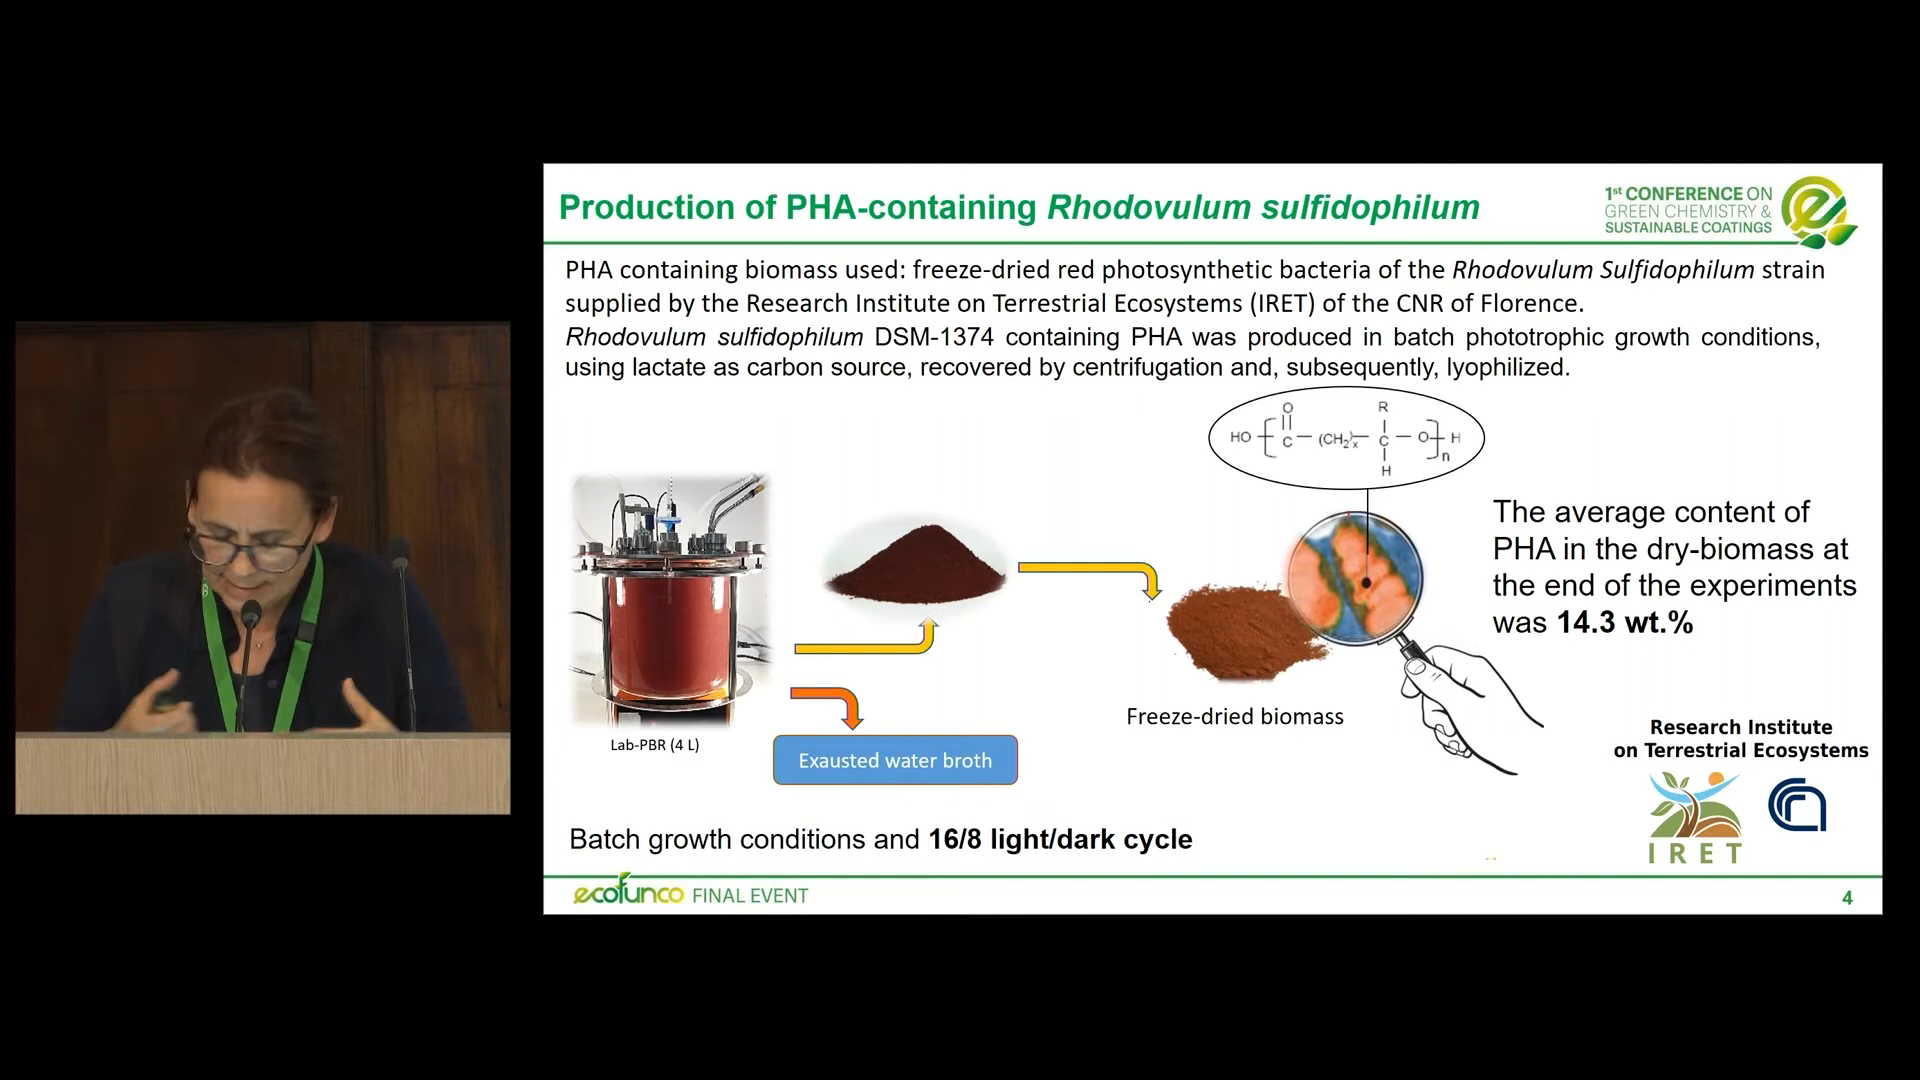 Production of PHA-containing Rhodovulum sulfidophilum
1st CONFERENCE ON
GREEN CHEMISTRY &
SUSTAINABLE COATINGS
PHA containing biomass used: freeze-dried red photosynthetic bacteria of the Rhodovulum Sulfidophilum strain
supplied by the Research Institute on Terrestrial Ecosystems (IRET) of the CNR of Florence.
Rhodovulum sulfidophilum DSM-1374 containing PHA was produced in batch phototrophic growth conditions,
using lactate as carbon source, recovered by centrifugation and, subsequently, lyophilized.
O R
HO C (CH2)x C O H
n
H
The average content of
PHA in the dry-biomass at
the end of the experiments
was 14.3 wt.%
Freeze-dried biomass
Lab-PBR (4 L)
Exausted water broth
Research Institute
on Terrestrial Ecosystems
IRET
Batch growth conditions and 16/8 light/dark cycle
ecofunco FINAL EVENT
4